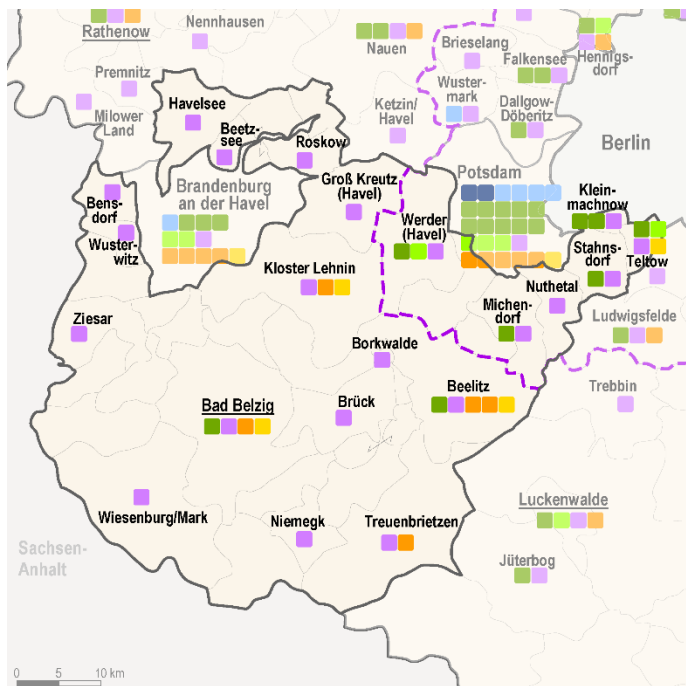 Rathenow
Nennhausen
Nauen
Brieselang
Falkensee
Hennigs-
dorf
Premnitz
Milower
Land
Havelsee
Beetz-
see
Roskow
Ketzin/
Havel
Wuster-
mark
Dallgow-
Döberitz
Berlin
Bens-
dorf
Wuster-
witz
Brandenburg
an der Havel
Groß Kreutz
(Havel)
Potsdam
Werder
(Havel)
Klein-
machnow
Stahns-
dorf
Teltow
Kloster Lehnin
Nuthetal
Michen-
dorf
Ludwigsfelde
Ziesar
Borkwalde
Trebbin
Bad Belzig
Brück
Beelitz
Wiesenburg/Mark
Niemegk
Treuenbrietzen
Luckenwalde
Jüterbog
Sachsen-
Anhalt
0 5 10 km